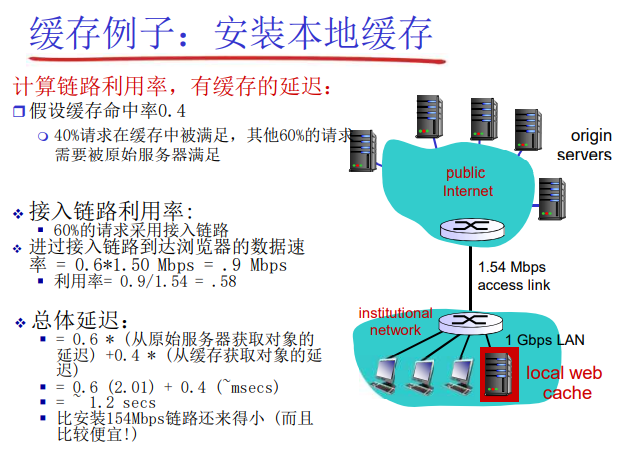 缓存例子：安装本地缓存
计算链路利用率，有缓存的延迟：
假设缓存命中率0.4
40%请求在缓存中被满足，其他60%的请求
需要被原始服务器满足
接入链路利用率:
60%的请求采用接入链路
进过接入链路到达浏览器的数据速
率 = 0.6*1.50 Mbps = .9 Mbps
利用率= 0.9/1.54 = .58
总体延迟：
= 0.6 * (从原始服务器获取对象的
延迟) +0.4 * (从缓存获取对象的延
迟)
= 0.6 (2.01) + 0.4 (~msecs)
= ~ 1.2 secs
比安装154Mbps链路还来得小 (而且
比较便宜!)
origin
servers
public
Internet
1.54 Mbps
access link
institutional
network
1 Gbps LAN
local web
cache